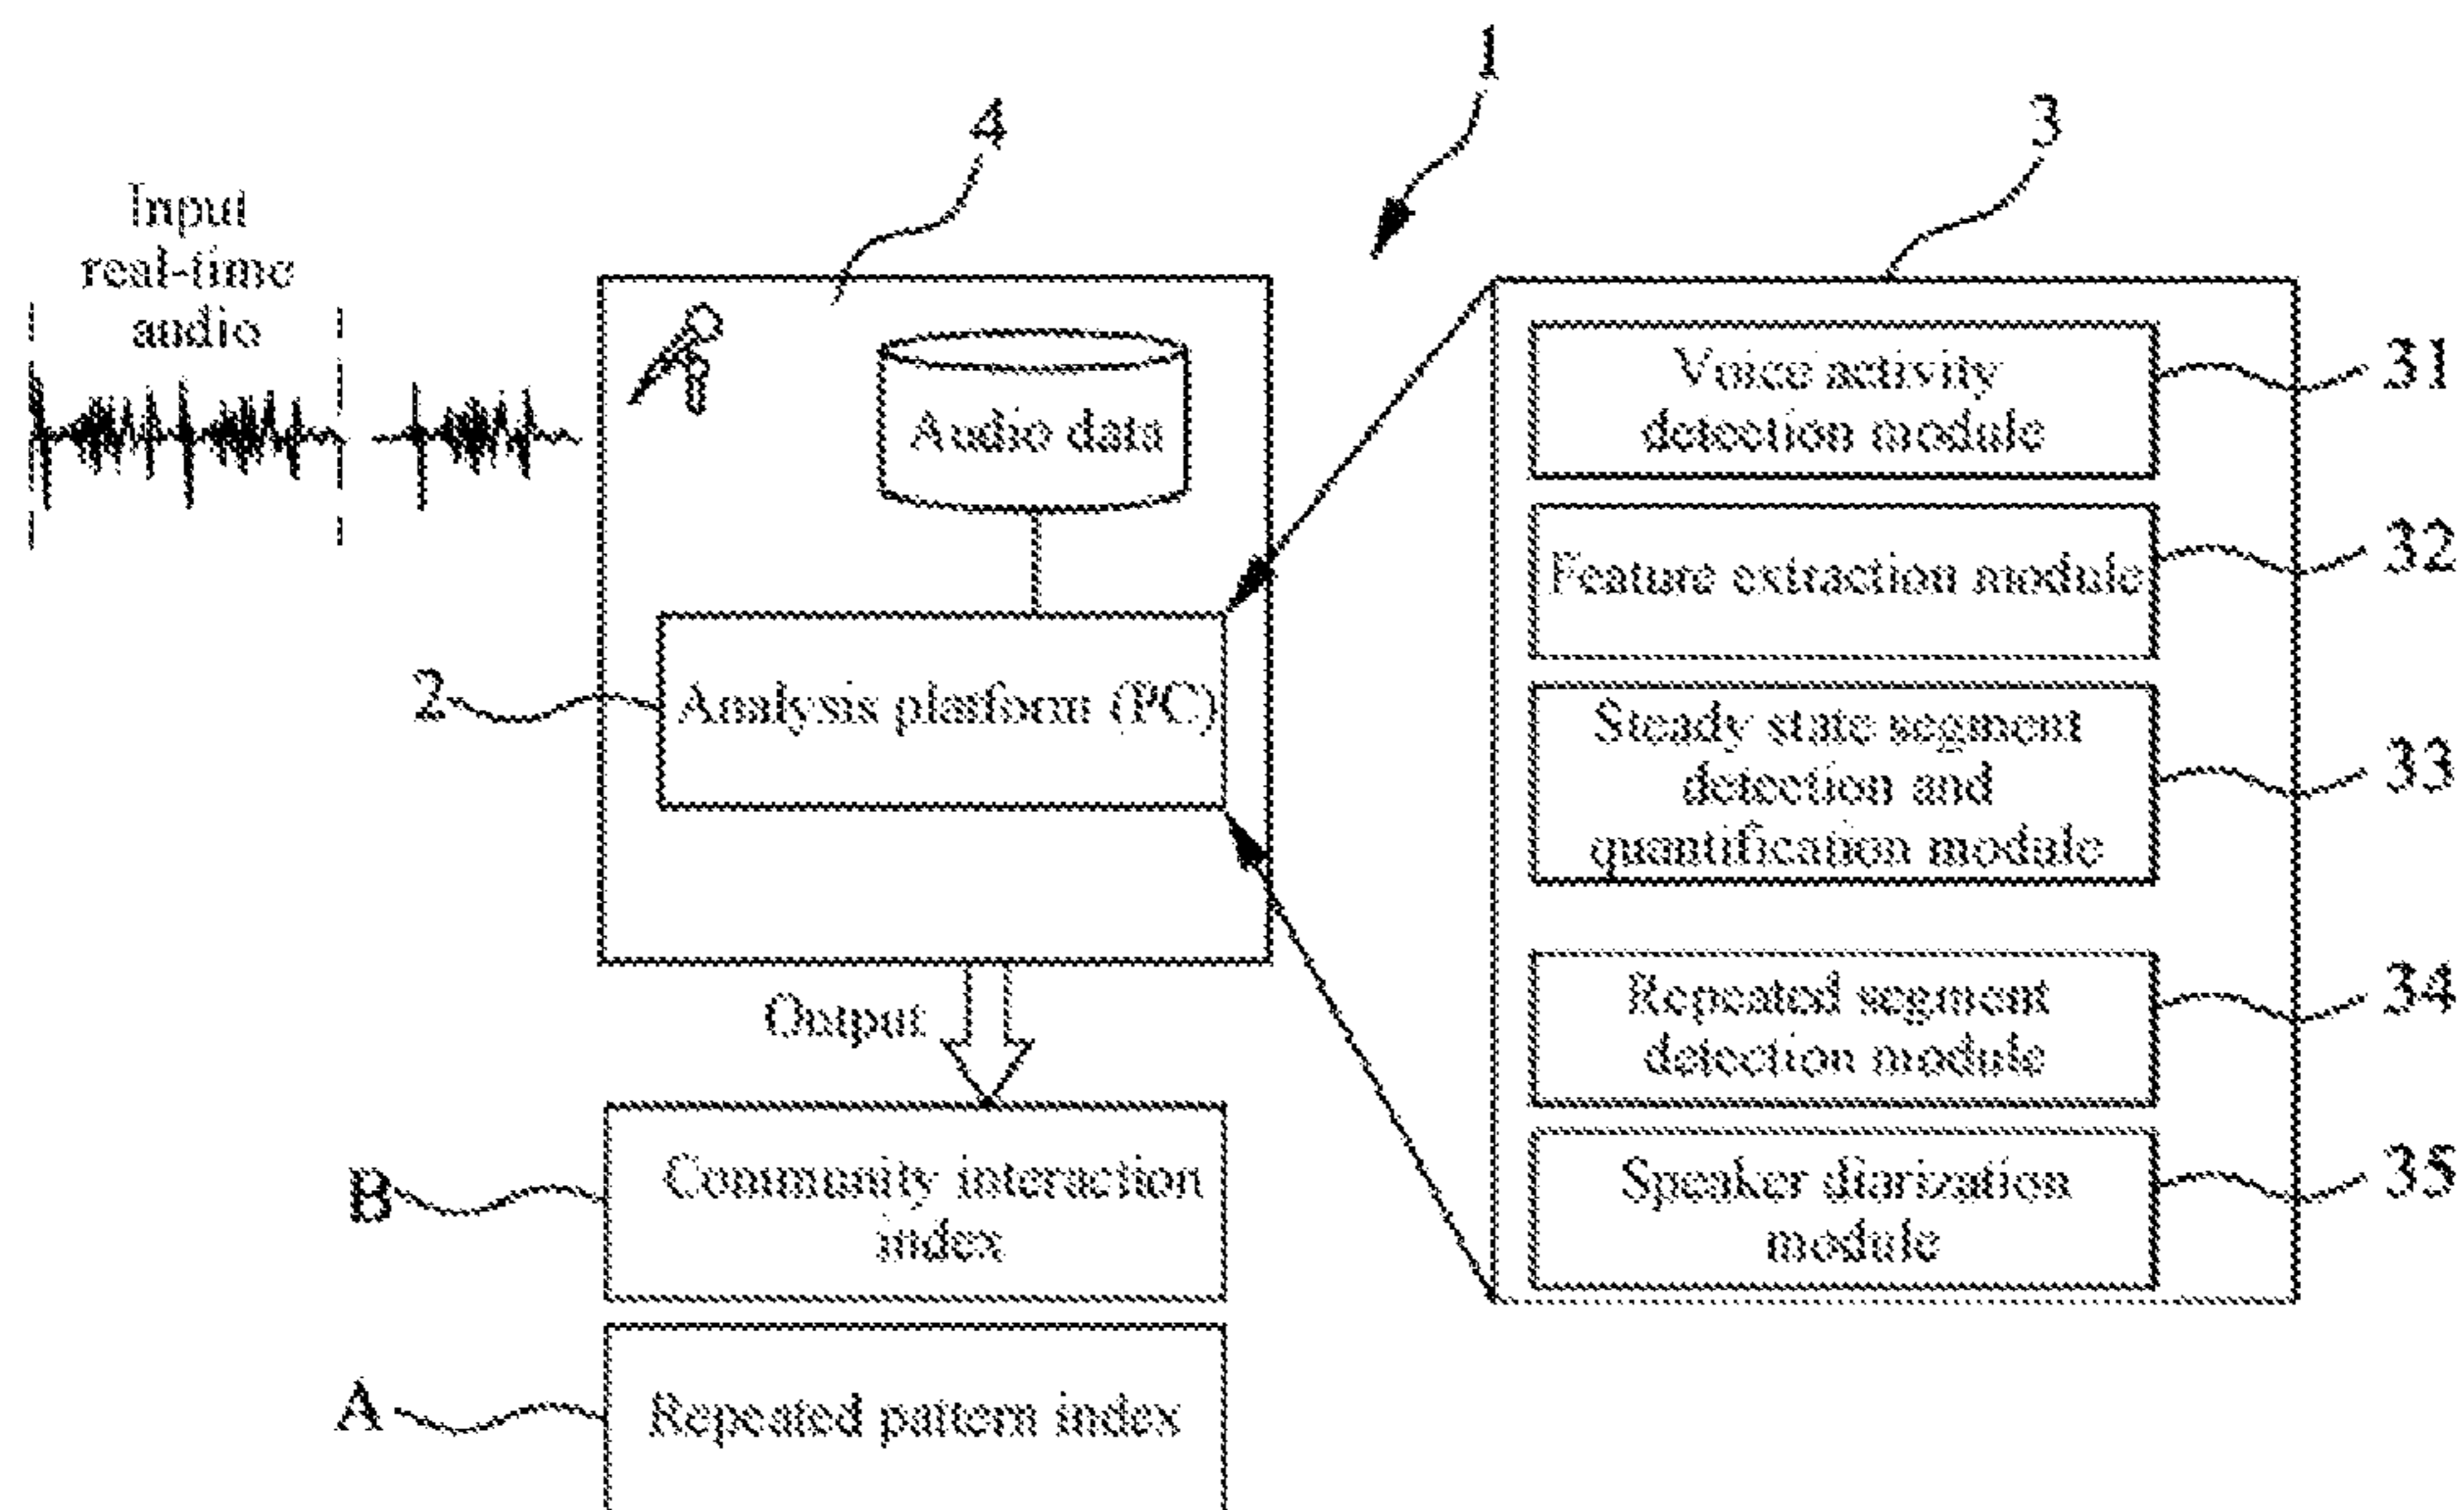 1
4
3
Input
real-time
audio
Audio data
2
Analysis platform (PC)
Voice activity
detection module
31
Feature extraction module
32
Steady state segment
detection and
quantification module
33
Repeated segment
detection module
34
Speaker diarization
module
35
Output
B
Community interaction
index
A
Repeated pattern index